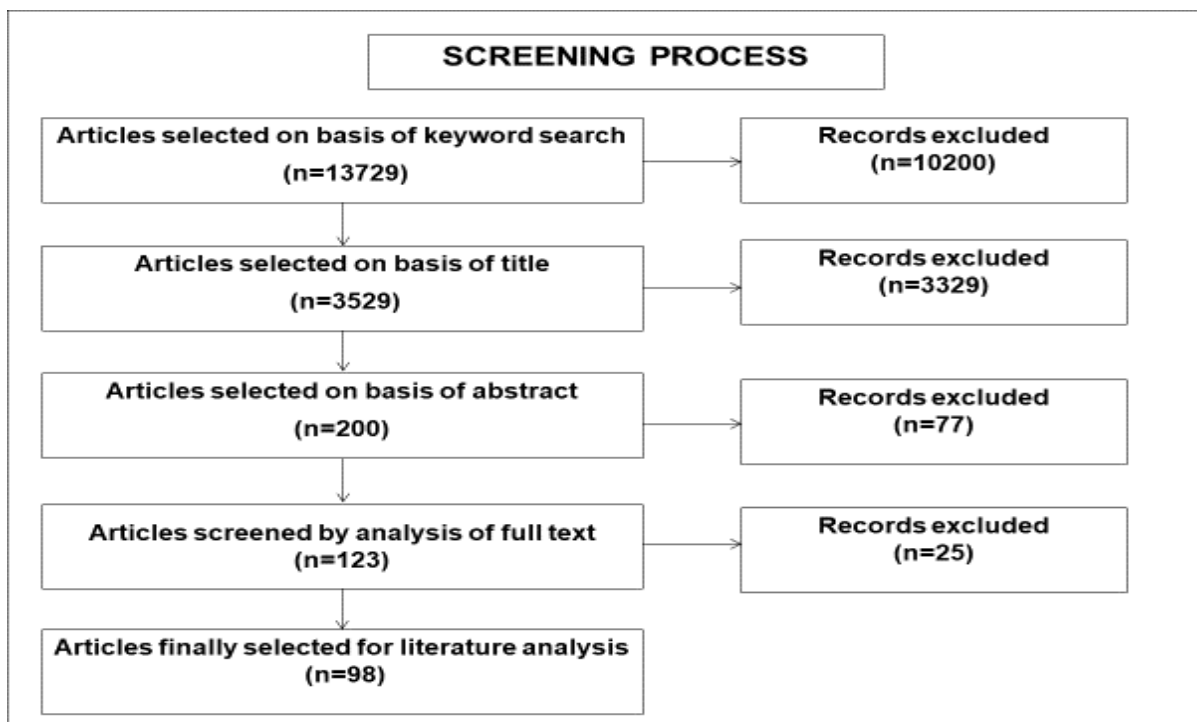 SCREENING PROCESS
Articles selected on basis of keyword search
(n=13729)
Records excluded
(n=10200)
Articles selected on basis of title
(n=3529)
Records excluded
(n=3329)
Articles selected on basis of abstract
(n=200)
Records excluded
(n=77)
Articles screened by analysis of full text
(n=123)
Records excluded
(n=25)
Articles finally selected for literature analysis
(n=98)